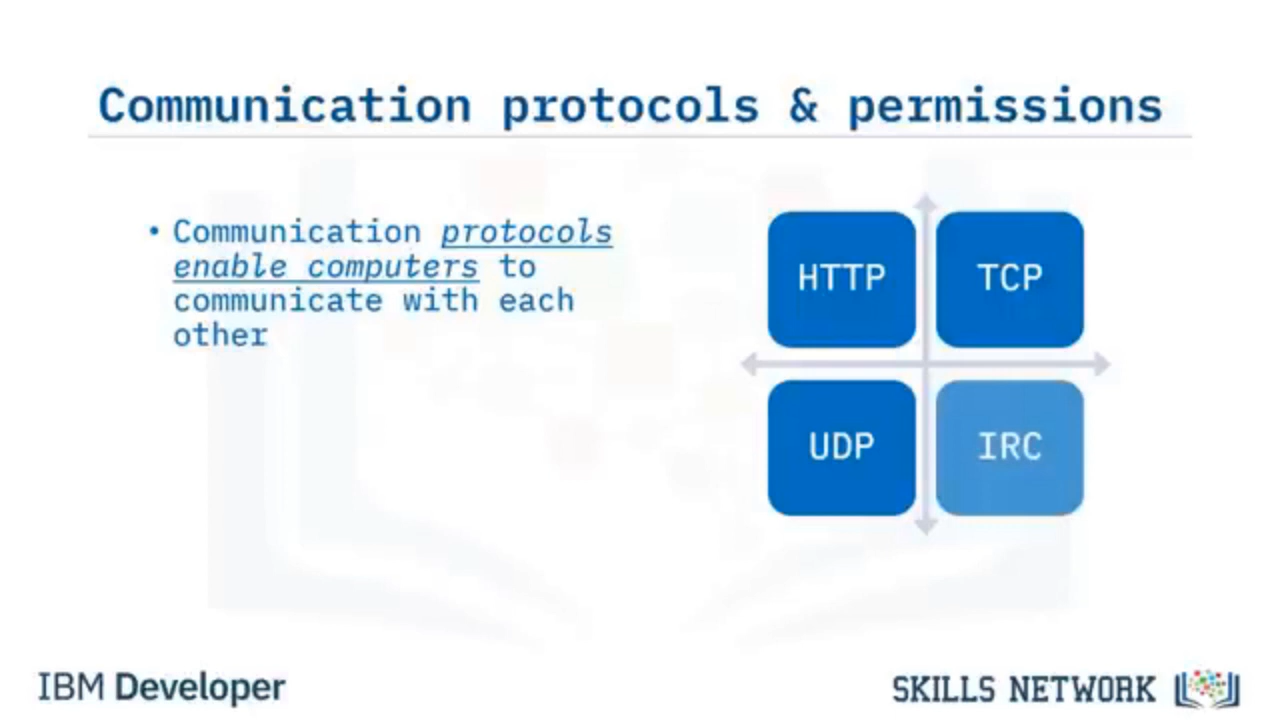 Communication protocols & permissions
• Communication protocols
enable computers to
communicate with each
other
HTTP
TCP
UDP
IRC
IBM Developer
SKILLS NETWORK